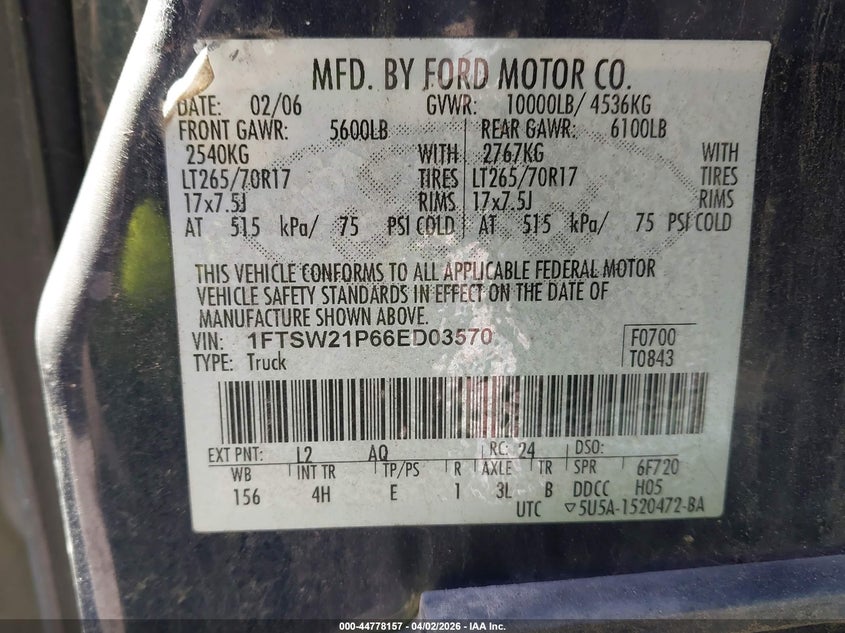 MFD. BY FORD MOTOR CO.
DATE: 02/06 GVWR: 10000LB/ 4536KG
FRONT GAWR: 5600LB REAR GAWR: 6100LB
2540KG WITH 2767KG WITH
LT265/70R17 TIRES LT265/70R17 TIRES
17x7.5J RIMS 17x7.5J RIMS
AT 515 kPa/ 75 PSI COLD AT 515 kPa/ 75 PSI COLD
THIS VEHICLE CONFORMS TO ALL APPLICABLE FEDERAL MOTOR
VEHICLE SAFETY STANDARDS IN EFFECT ON THE DATE OF
MANUFACTURE SHOWN ABOVE.
VIN: 1FTSW21P66ED03570 F0700
TYPE: Truck T0843
EXT PNT: L2 AQ RC: 24 DSO:
WB INT TR TP/PS R AXLE TR SPR 6F720
156 4H E 1 3L B DDCC H05
UTC ▽5U5A-1520472-BA
000-44778157 - 04/02/2026 - IAA Inc.